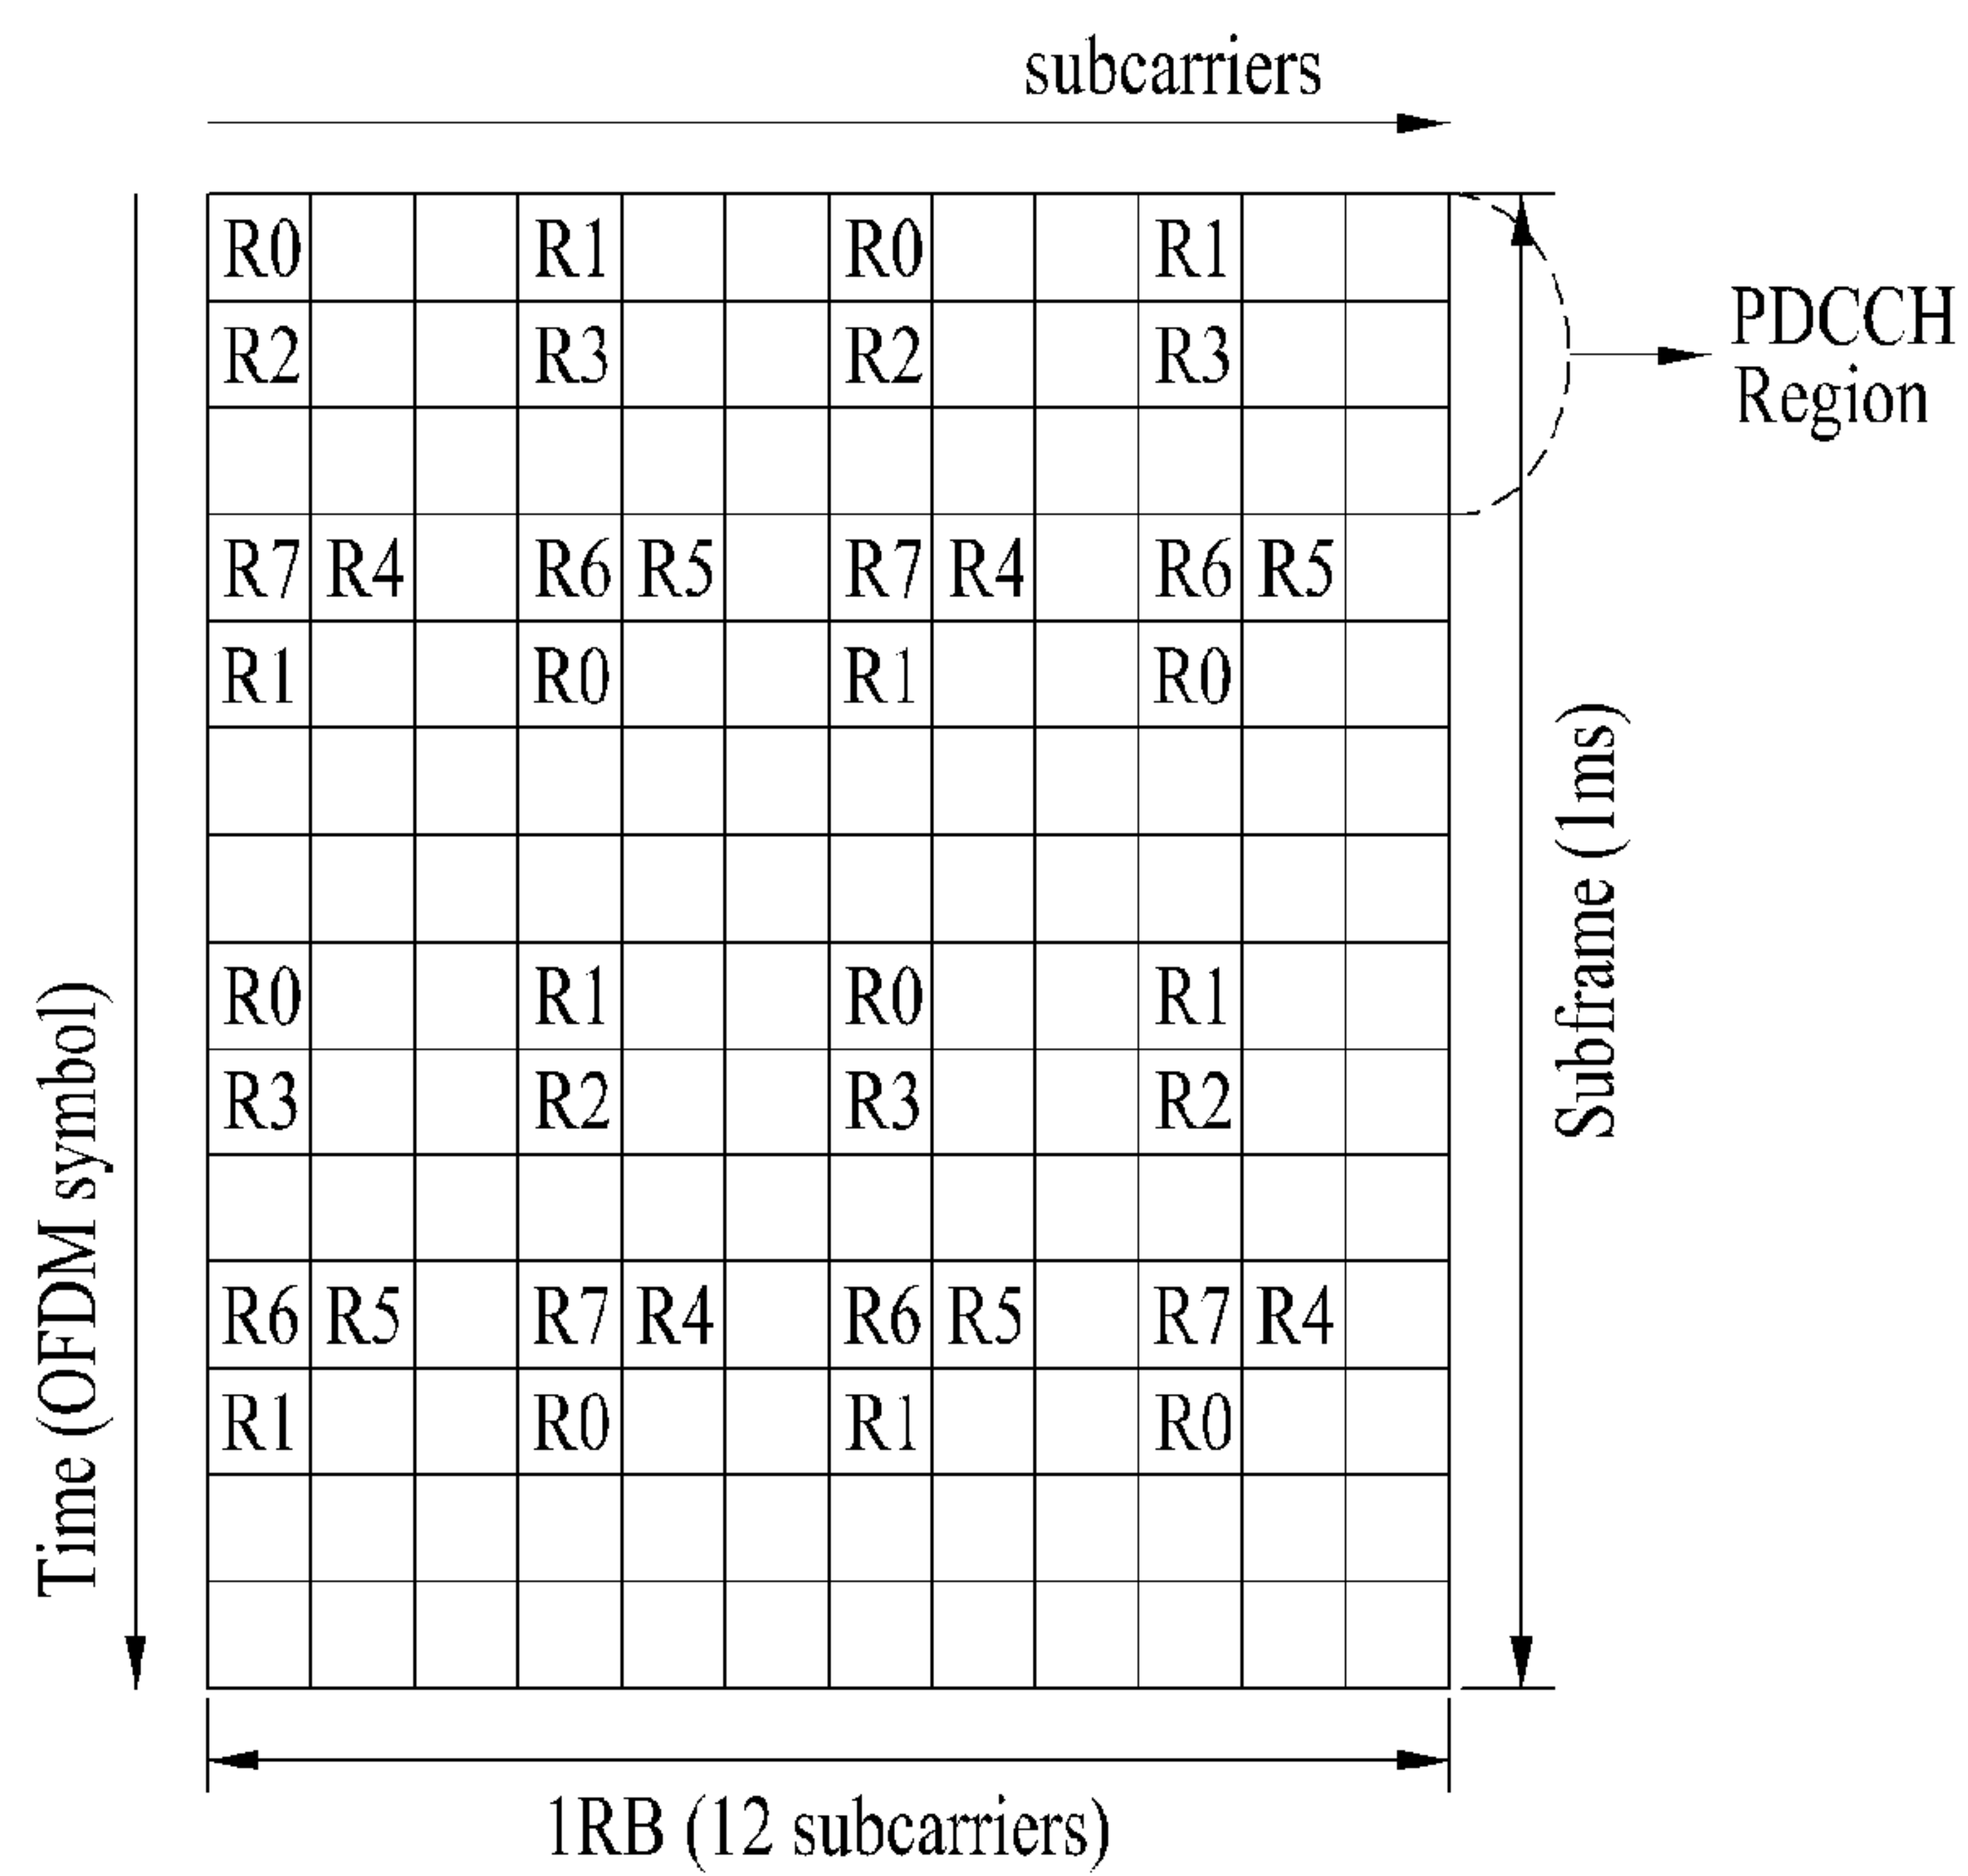 subcarriers
R0 R1 R0 R1
R2 R3 R2 R3
PDCCH
Region
R7 R4 R6 R5 R7 R4 R6 R5
R1 R0 R1 R0
R0 R1 R0 R1
R3 R2 R3 R2
R6 R5 R7 R4 R6 R5 R7 R4
R1 R0 R1 R0
Time (OFDM symbol)
Subframe (1ms)
1RB (12 subcarriers)